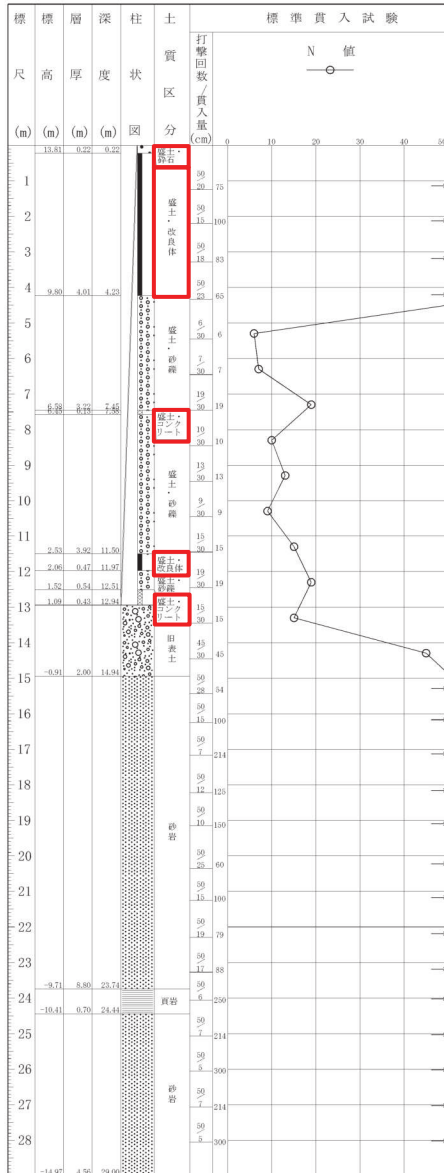 標 標 層 深 柱 土 標準貫入試験
尺 高 厚 度 状 質 区 打撃回数/貫入量 N 値
(m) (m) (m) (m) 図 分 (cm) 0 10 20 30 40 50
13.81 0.22 0.22 盛土・砕石
1 50/20 75
2 盛土・改良体 50/15 100
3 50/18 83
4 9.80 4.01 4.23 50/23 65
5 盛土・砂礫 6/30 6
6 7/30 7
7 6.58 3.22 7.45 19/30 19
盛土・コンクリート
8 10/30 10
9 盛土・砂礫 13/30 13
10 9/30 9
11 2.53 3.92 11.50 15/30 15
盛土・改良体
12 2.06 0.47 11.97 19/30 19
1.52 0.54 12.51 盛土・砂礫
13 1.09 0.43 12.94 盛土・コンクリート 15/30 15
14 旧表土 45/30 45
15 -0.91 2.00 14.94 50/28 54
16 50/15 100
17 50/7 214
18 50/12 125
19 砂岩 50/10 150
20 50/25 60
21 50/15 100
22 50/19 79
23 50/17 88
-9.71 8.80 23.74
24 頁岩 50/6 250
-10.41 0.70 24.44
25 50/7 214
26 砂岩 50/5 300
27 50/7 214
28 50/5 300
-14.97 4.56 29.00